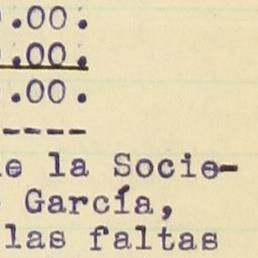 .00.
.00.
.00.
-----
la Socie-
García,
las faltas